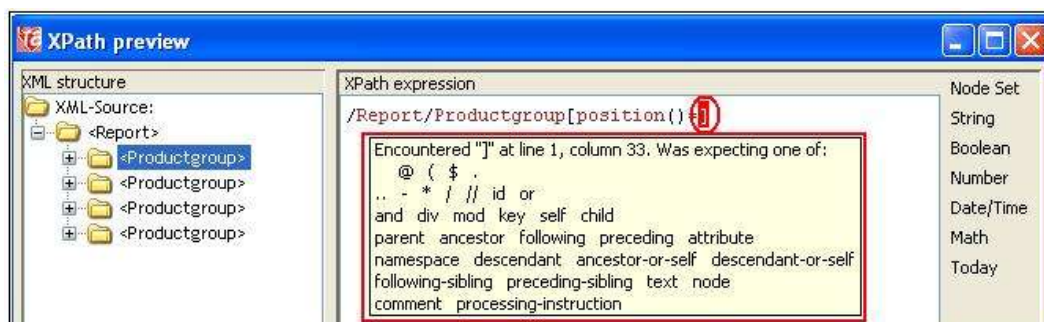 XPath preview
XML structure
XML-Source:
<Report>
<Productgroup>
<Productgroup>
<Productgroup>
<Productgroup>
XPath expression
/Report/Productgroup[position()=]
Encountered "]" at line 1, column 33. Was expecting one of:
@ ( $ .
.. - * / // id or
and div mod key self child
parent ancestor following preceding attribute
namespace descendant ancestor-or-self descendant-or-self
following-sibling preceding-sibling text node
comment processing-instruction
Node Set
String
Boolean
Number
Date/Time
Math
Today